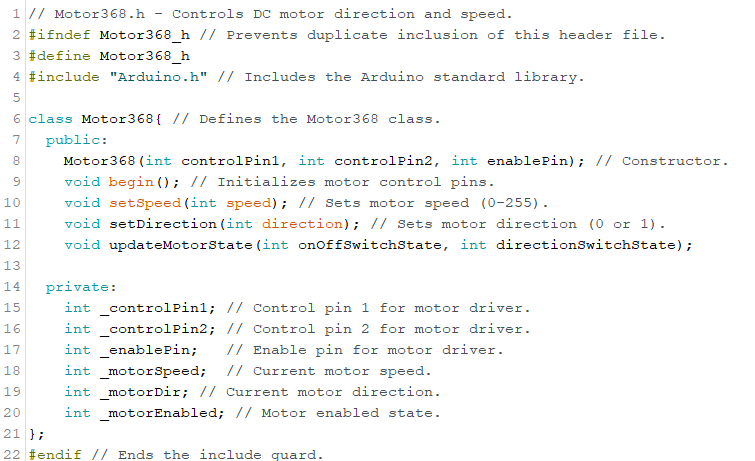 1 // Motor368.h - Controls DC motor direction and speed.
2 #ifndef Motor368_h // Prevents duplicate inclusion of this header file.
3 #define Motor368_h
4 #include "Arduino.h" // Includes the Arduino standard library.
5
6 class Motor368{ // Defines the Motor368 class.
7   public:
8     Motor368(int controlPin1, int controlPin2, int enablePin); // Constructor.
9     void begin(); // Initializes motor control pins.
10     void setSpeed(int speed); // Sets motor speed (0-255).
11     void setDirection(int direction); // Sets motor direction (0 or 1).
12     void updateMotorState(int onOffSwitchState, int directionSwitchState);
13
14   private:
15     int _controlPin1; // Control pin 1 for motor driver.
16     int _controlPin2; // Control pin 2 for motor driver.
17     int _enablePin;   // Enable pin for motor driver.
18     int _motorSpeed;  // Current motor speed.
19     int _motorDir; // Current motor direction.
20     int _motorEnabled; // Motor enabled state.
21 };
22 #endif // Ends the include guard.